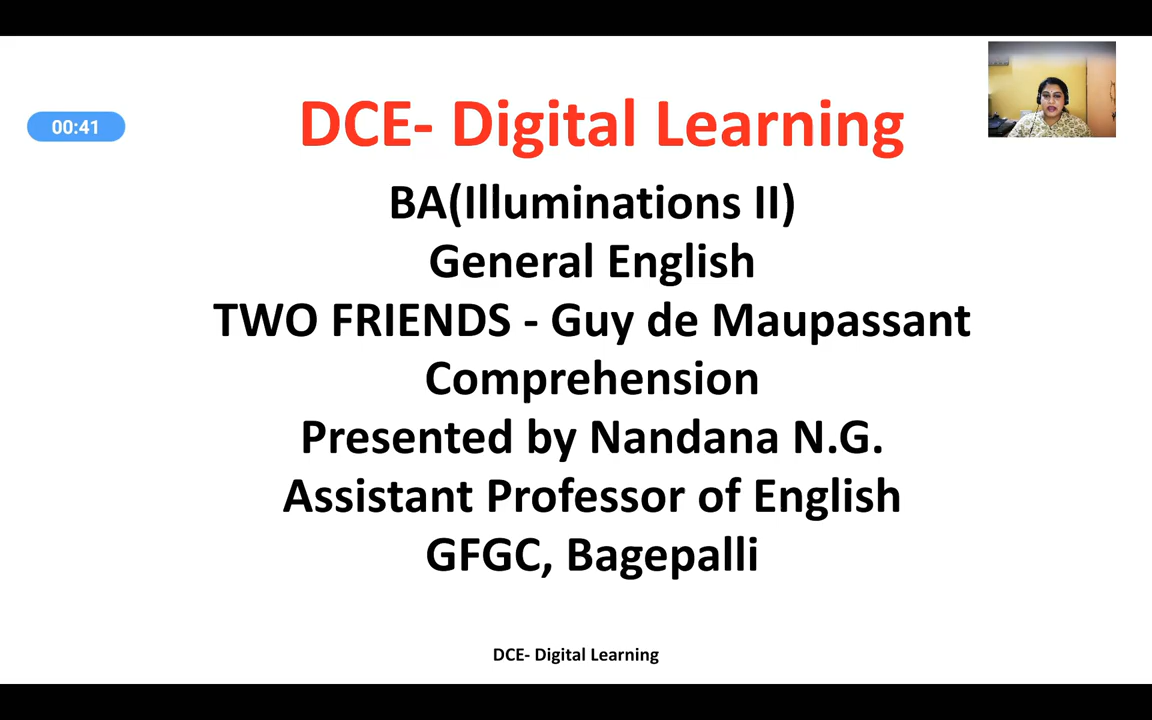 00:41
DCE- Digital Learning
BA(Illuminations II)
General English
TWO FRIENDS - Guy de Maupassant
Comprehension
Presented by Nandana N.G.
Assistant Professor of English
GFGC, Bagepalli
DCE- Digital Learning